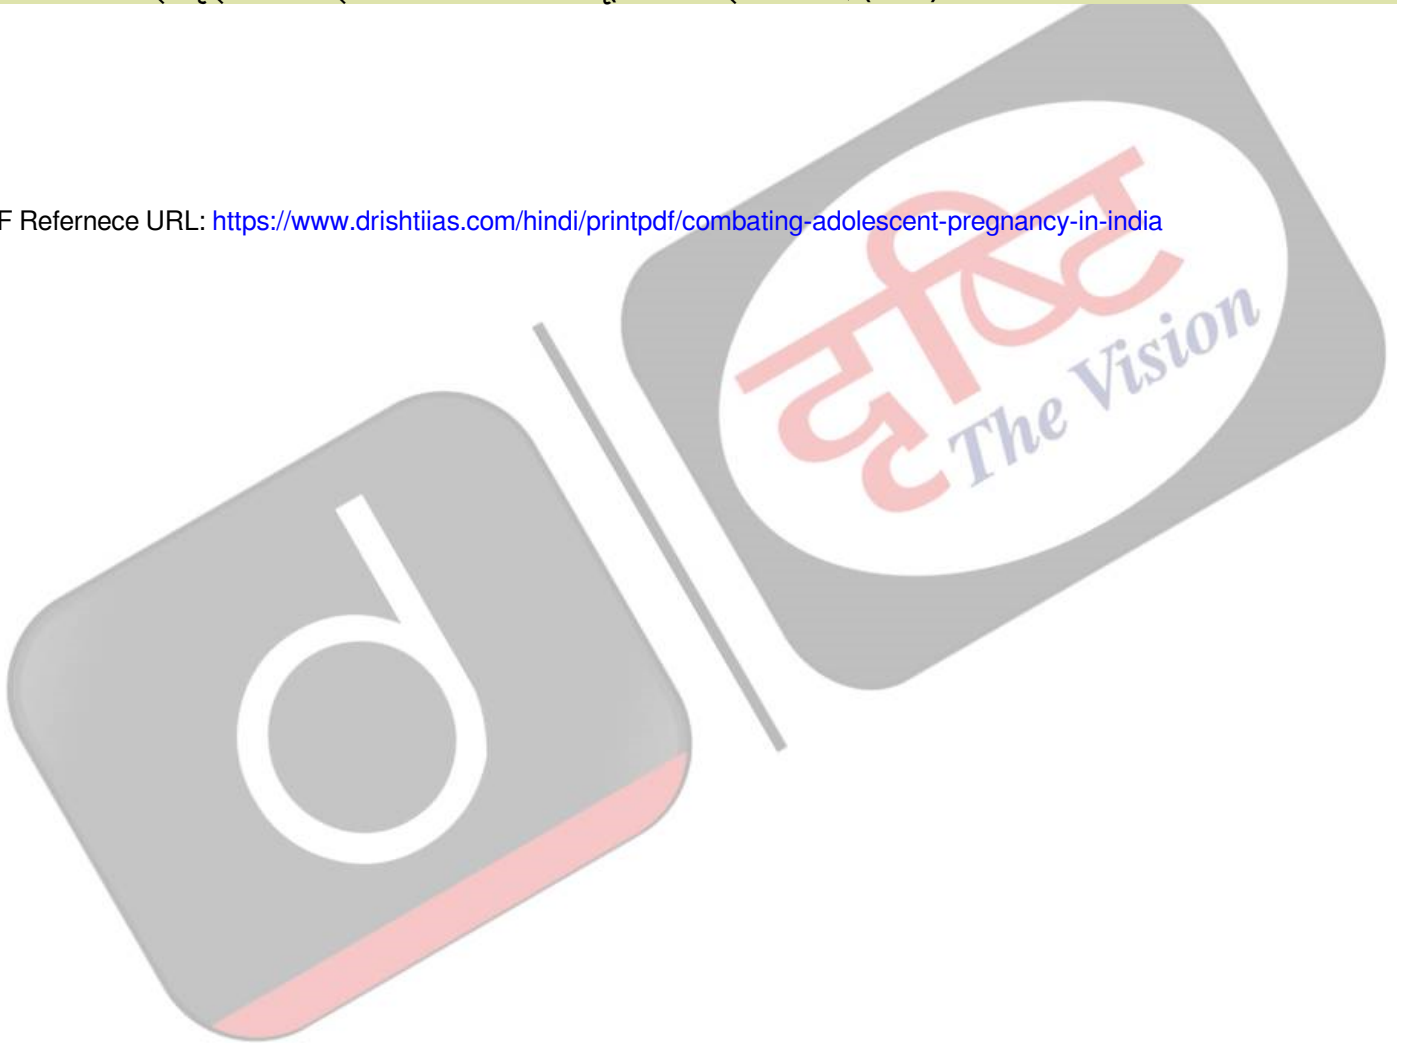 F Refernece URL: https://www.drishtiias.com/hindi/printpdf/combating-adolescent-pregnancy-in-india
दृष्टि
The Vision
d